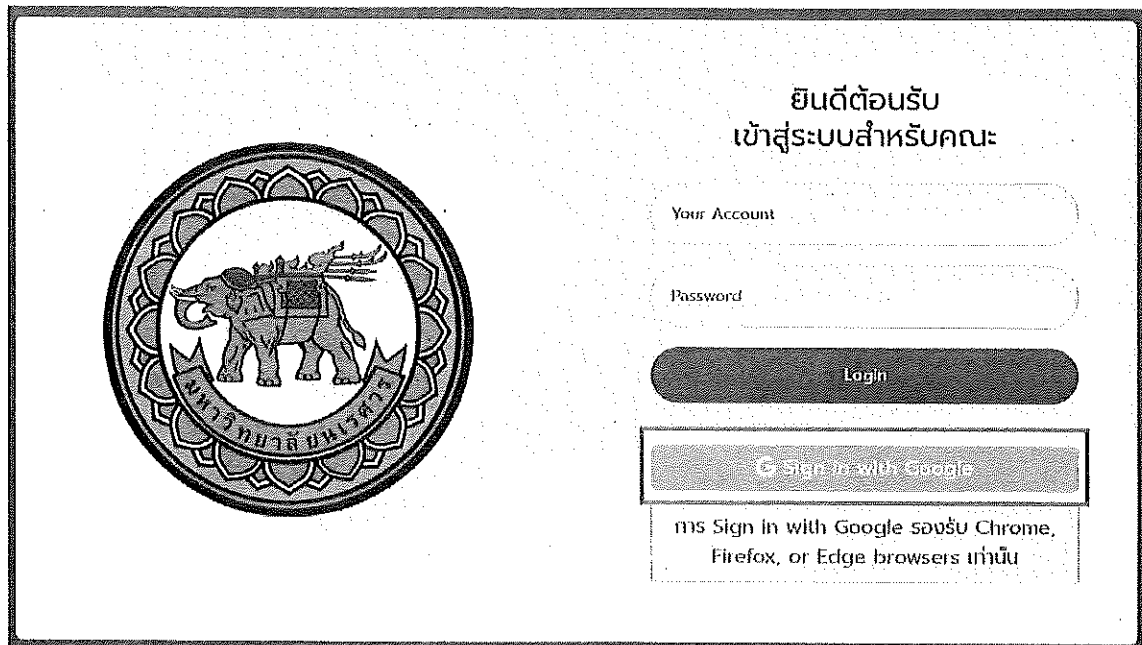 ยินดีต้อนรับ
เข้าสู่ระบบสำหรับคณะ
Your Account
Password
Login
G Sign in with Google
การ Sign in with Google รองรับ Chrome,
Firefox, or Edge browsers เท่านั้น
มหาวิทยาลัยนเรศวร